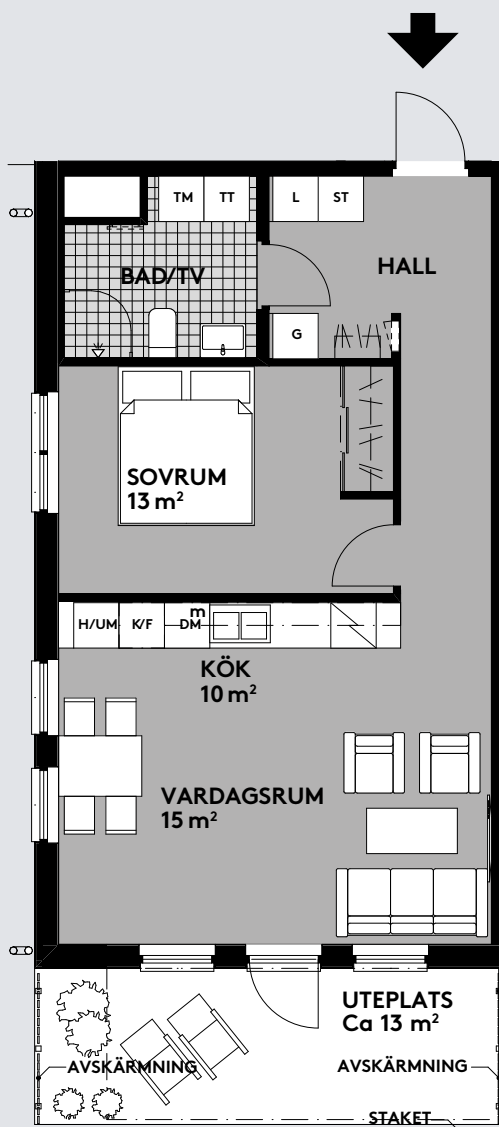 TM
TT
L
ST
BAD/TV
HALL
G
SOVRUM
13 m²
H/UM
K/F
DM
m
KÖK
10 m²
VARDAGSRUM
15 m²
UTEPLATS
Ca 13 m²
AVSKÄRMNING
AVSKÄRMNING
STAKET